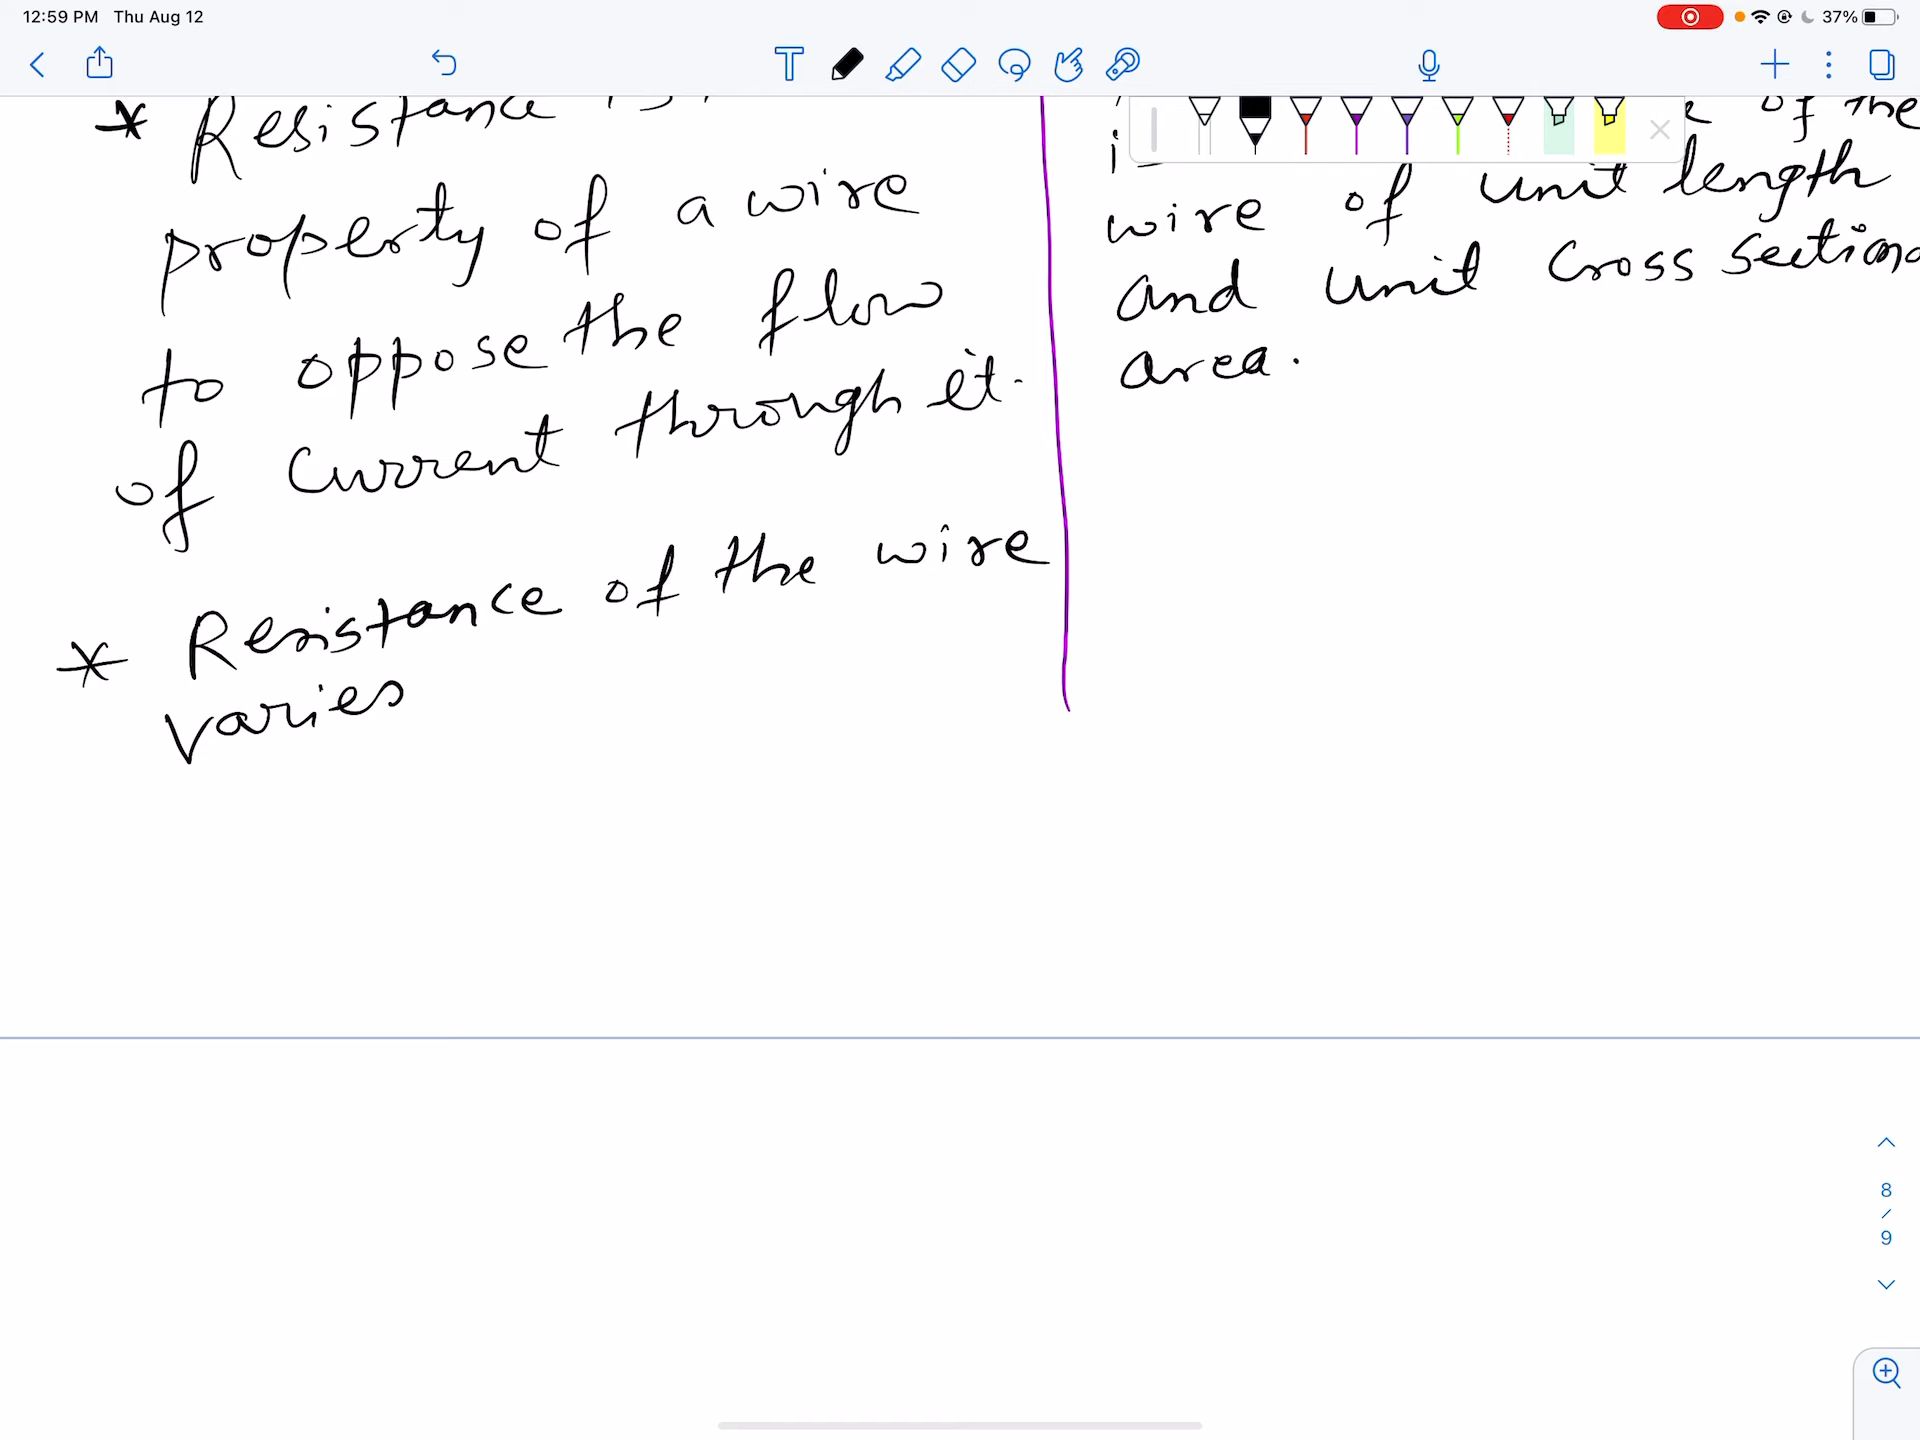 12:59 PM Thu Aug 12
37%
* Resistance is
property of a wire
to oppose the flow
of current through it.
* Resistance of the wire
varies
of the
wire of unit length
and unit cross section
area.
8
/
9